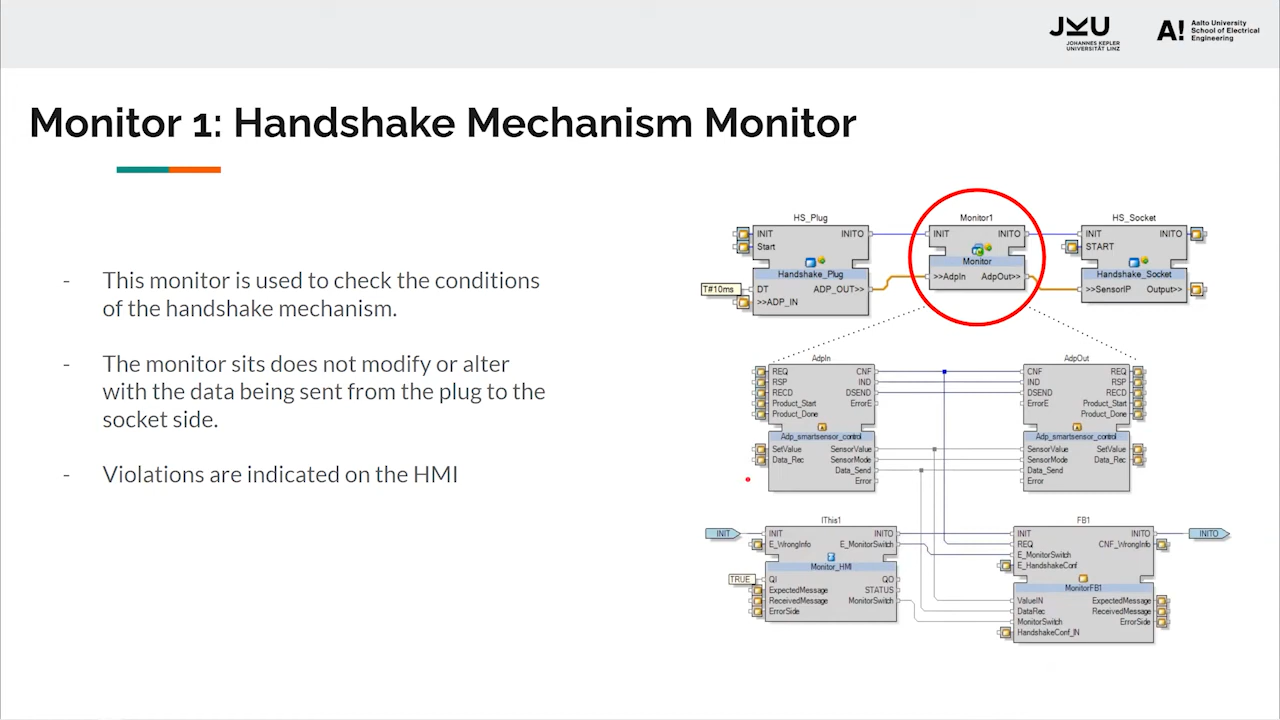 JKU
JOHANNES KEPLER
UNIVERSITÄT LINZ
A!
Aalto University
School of Electrical
Engineering
Monitor 1: Handshake Mechanism Monitor
- This monitor is used to check the conditions
of the handshake mechanism.
- The monitor sits does not modify or alter
with the data being sent from the plug to the
socket side.
- Violations are indicated on the HMI
HS_Plug
INIT INITO
Start
Handshake_Plug
T#10ms
DT ADP_OUT>>
>>ADP_IN
Monitor1
INIT INITO
Monitor
>>AdpIn AdpOut>>
HS_Socket
INIT INITO
START
Handshake_Socket
>>SensorIP Output>>
AdpIn
REQ CNF
RSP IND
RECD DSEND
Product_Start ErrorE
Product_Done
Adp_smartsensor_control
SetValue SensorValue
Data_Rec SensorMode
Data_Send
Error
AdpOut
CNF REQ
IND RSP
DSEND RECD
ErrorE Product_Start
Product_Done
Adp_smartsensor_control
SensorValue SetValue
SensorMode Data_Rec
Data_Send
Error
IThis1
INIT
INIT INITO
E_WrongInfo E_MonitorSwitch
Monitor_HMI
TRUE
QI QO
ExpectedMessage STATUS
ReceivedMessage MonitorSwitch
ErrorSide
FB1
INIT INITO
INITO
REQ CNF_WrongInfo
E_MonitorSwitch
E_HandshakeConf
MonitorFB1
ValueIN ExpectedMessage
DataRec ReceivedMessage
MonitorSwitch ErrorSide
HandshakeConf_IN